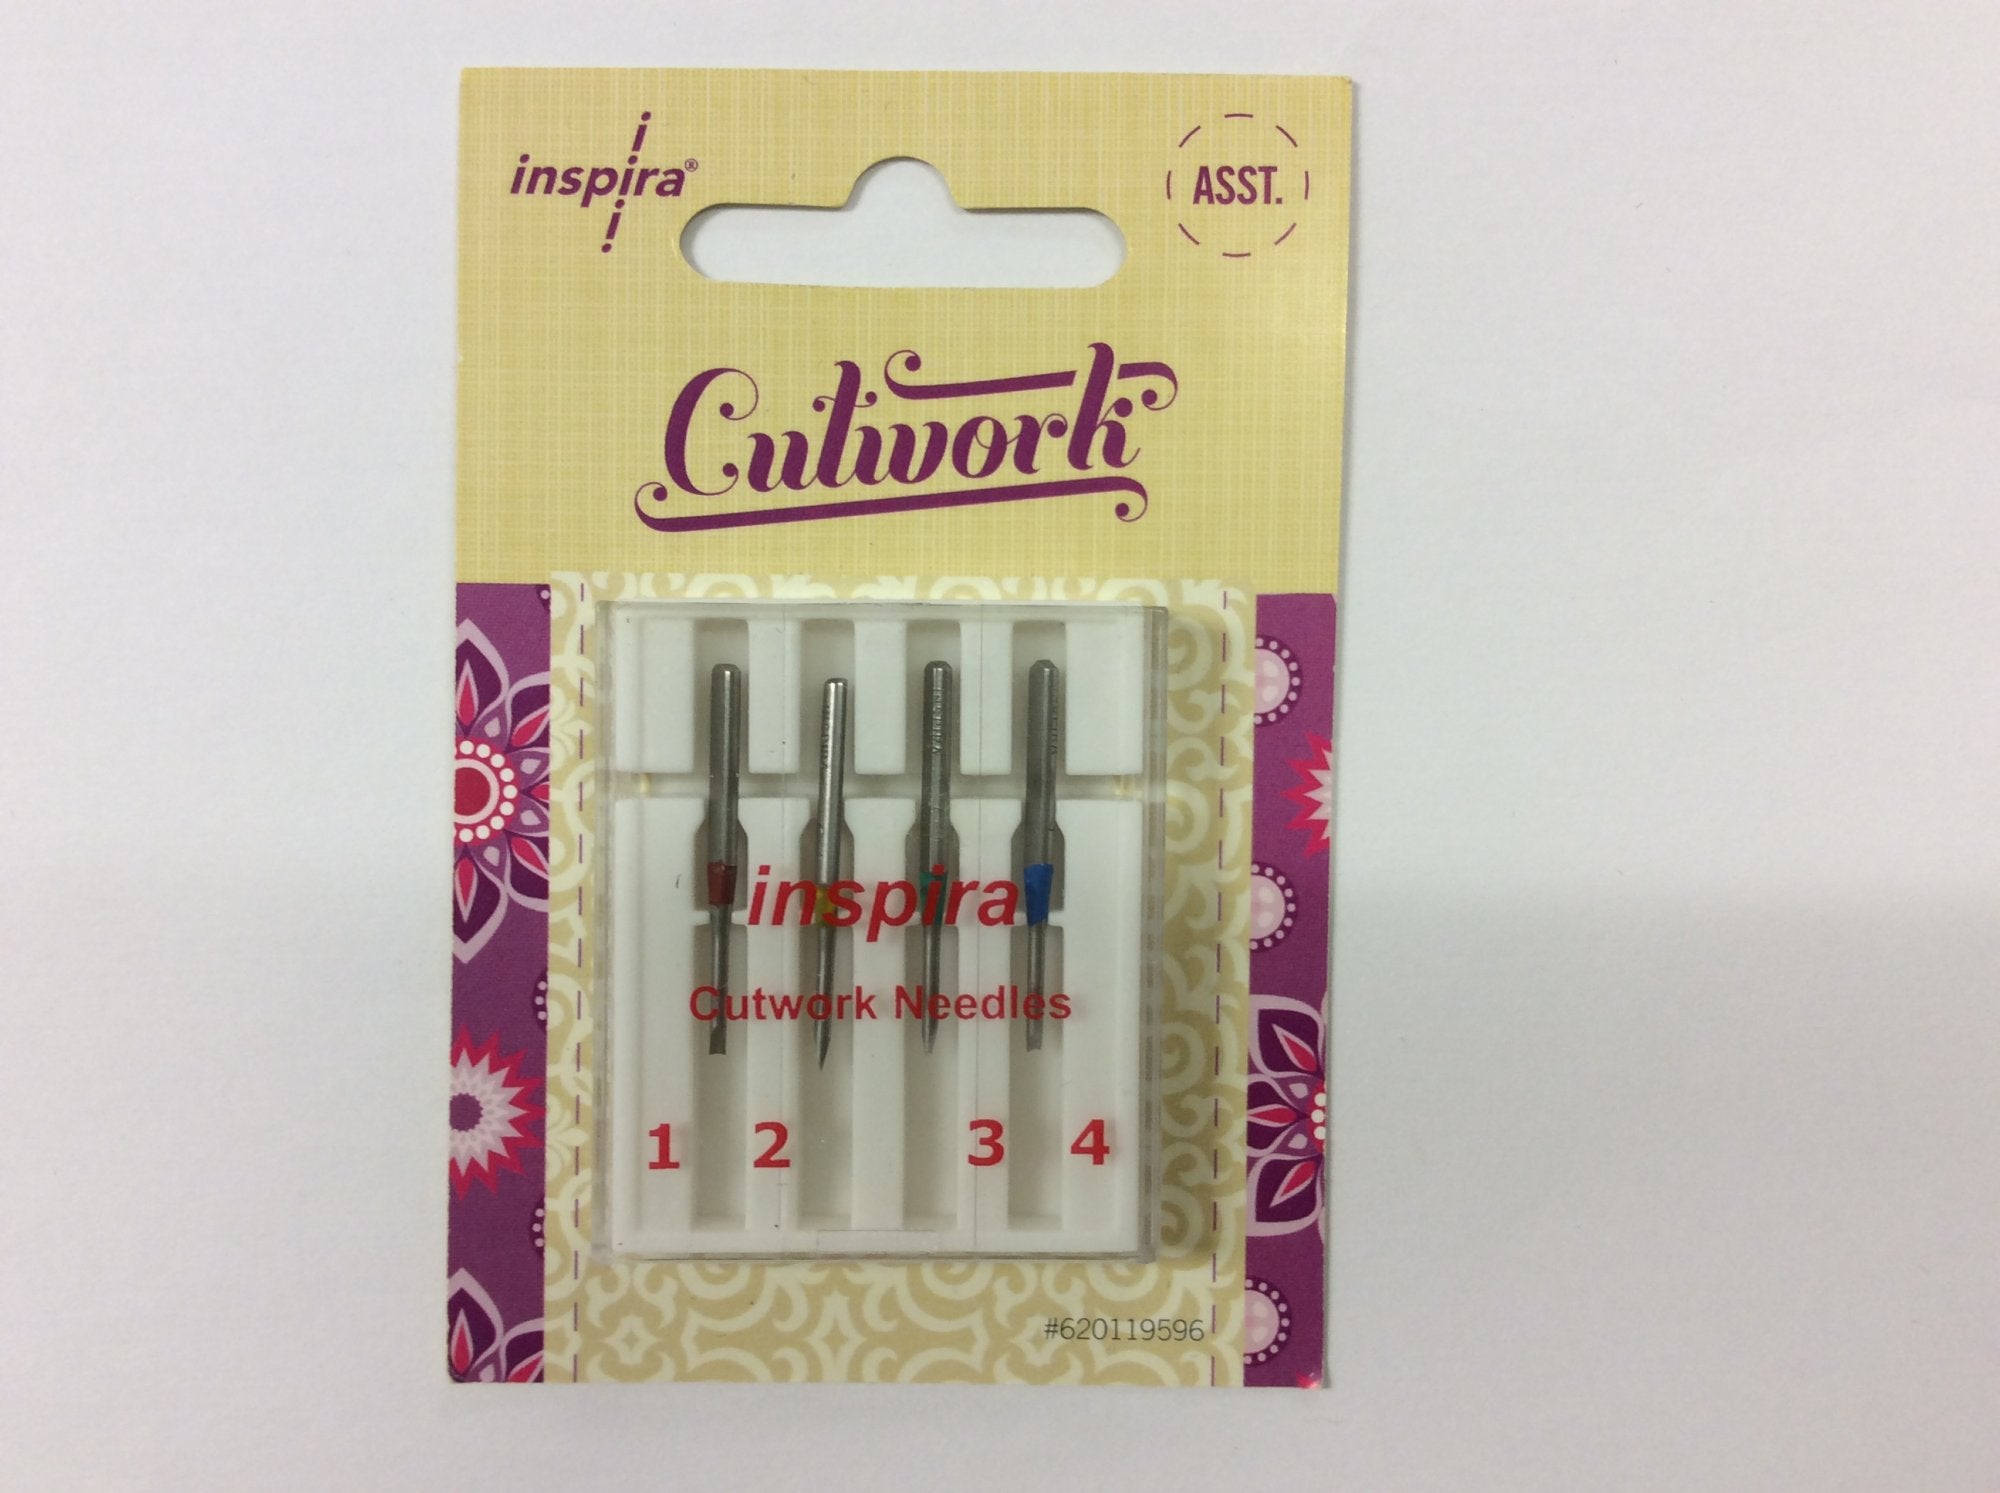 inspira®
ASST.
Cutwork
inspira
Cutwork Needles
1 2 3 4
#620119596